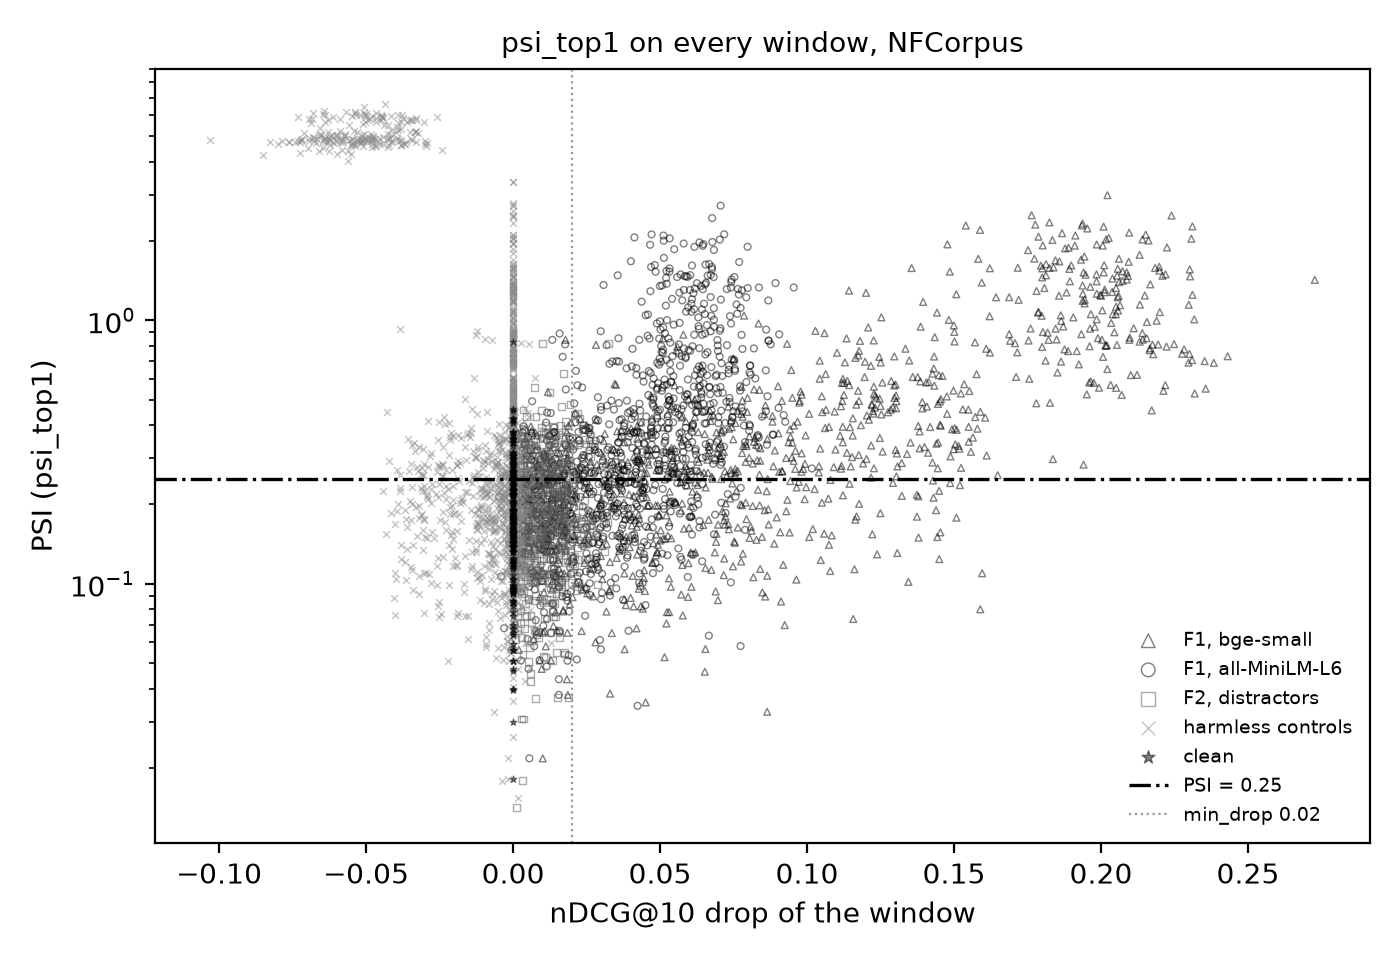 psi_top1 on every window, NFCorpus
PSI (psi_top1)
10⁰
10⁻¹
F1, bge-small
F1, all-MiniLM-L6
F2, distractors
harmless controls
clean
PSI = 0.25
min_drop 0.02
−0.10 −0.05 0.00 0.05 0.10 0.15 0.20 0.25
nDCG@10 drop of the window